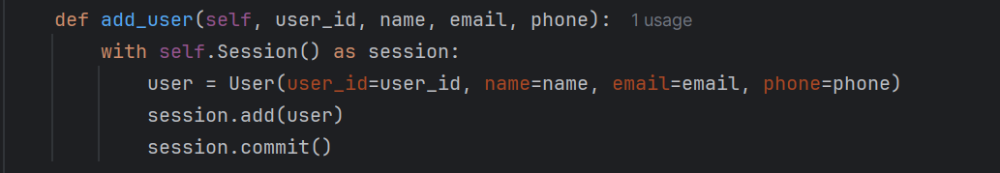 def add_user(self, user_id, name, email, phone): 1 usage
with self.Session() as session:
user = User(user_id=user_id, name=name, email=email, phone=phone)
session.add(user)
session.commit()